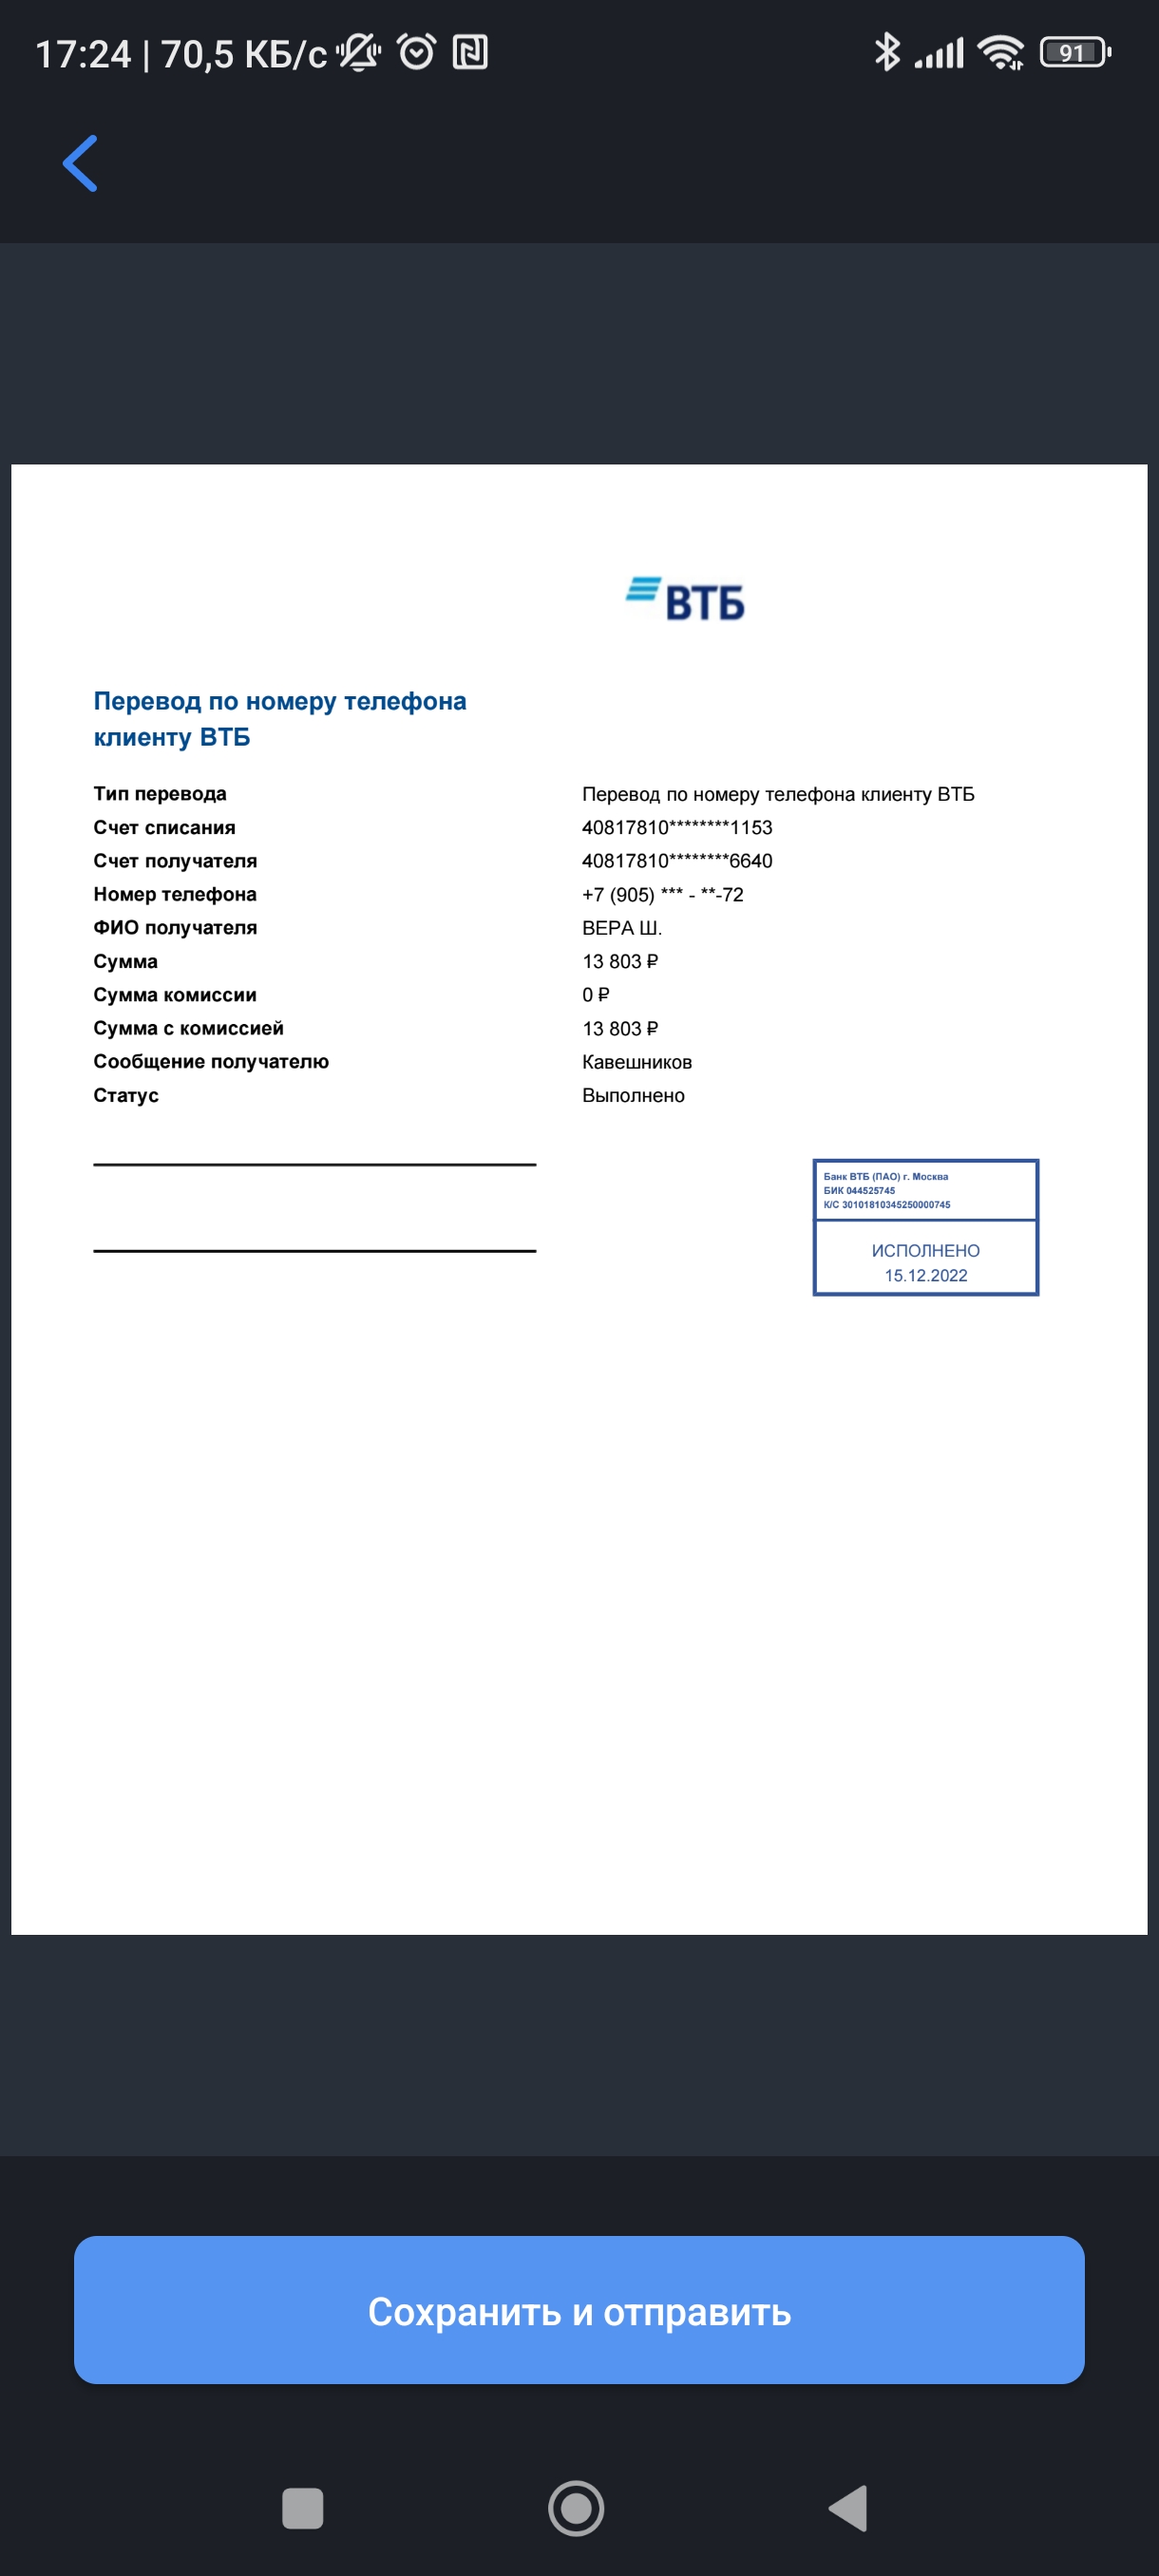 17:24 | 70,5 КБ/с
91
ВТБ
Перевод по номеру телефона
клиенту ВТБ
Тип перевода Перевод по номеру телефона клиенту ВТБ
Счет списания 40817810********1153
Счет получателя 40817810********6640
Номер телефона +7 (905) *** - **-72
ФИО получателя ВЕРА Ш.
Сумма 13 803 ₽
Сумма комиссии 0 ₽
Сумма с комиссией 13 803 ₽
Сообщение получателю Кавешников
Статус Выполнено
Банк ВТБ (ПАО) г. Москва
БИК 044525745
К/С 30101810345250000745
ИСПОЛНЕНО
15.12.2022
Сохранить и отправить